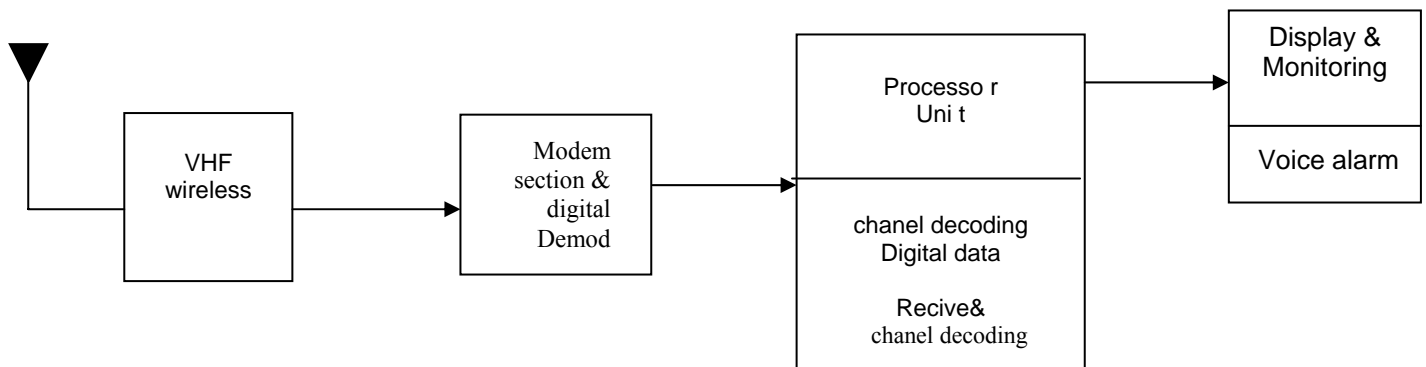 VHF
wireless
Modem
section &
digital
Demod
Processo r
Uni t
chanel decoding
Digital data
Recive&
chanel decoding
Display &
Monitoring
Voice alarm